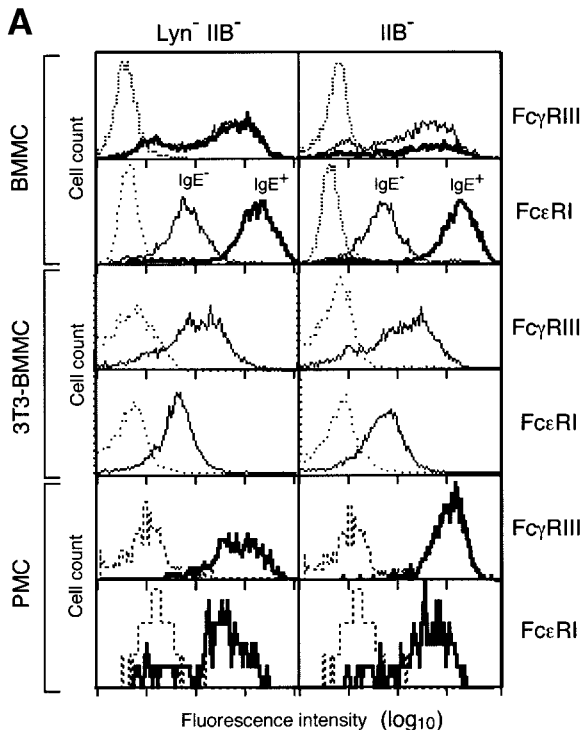 A
Lyn⁻ IIB⁻
IIB⁻
BMMC
Cell count
FcγRIII
IgE⁻
IgE⁺
IgE⁻
IgE⁺
FcεRI
3T3-BMMC
Cell count
FcγRIII
FcεRI
PMC
Cell count
FcγRIII
FcεRI
Fluorescence intensity (log₁₀)